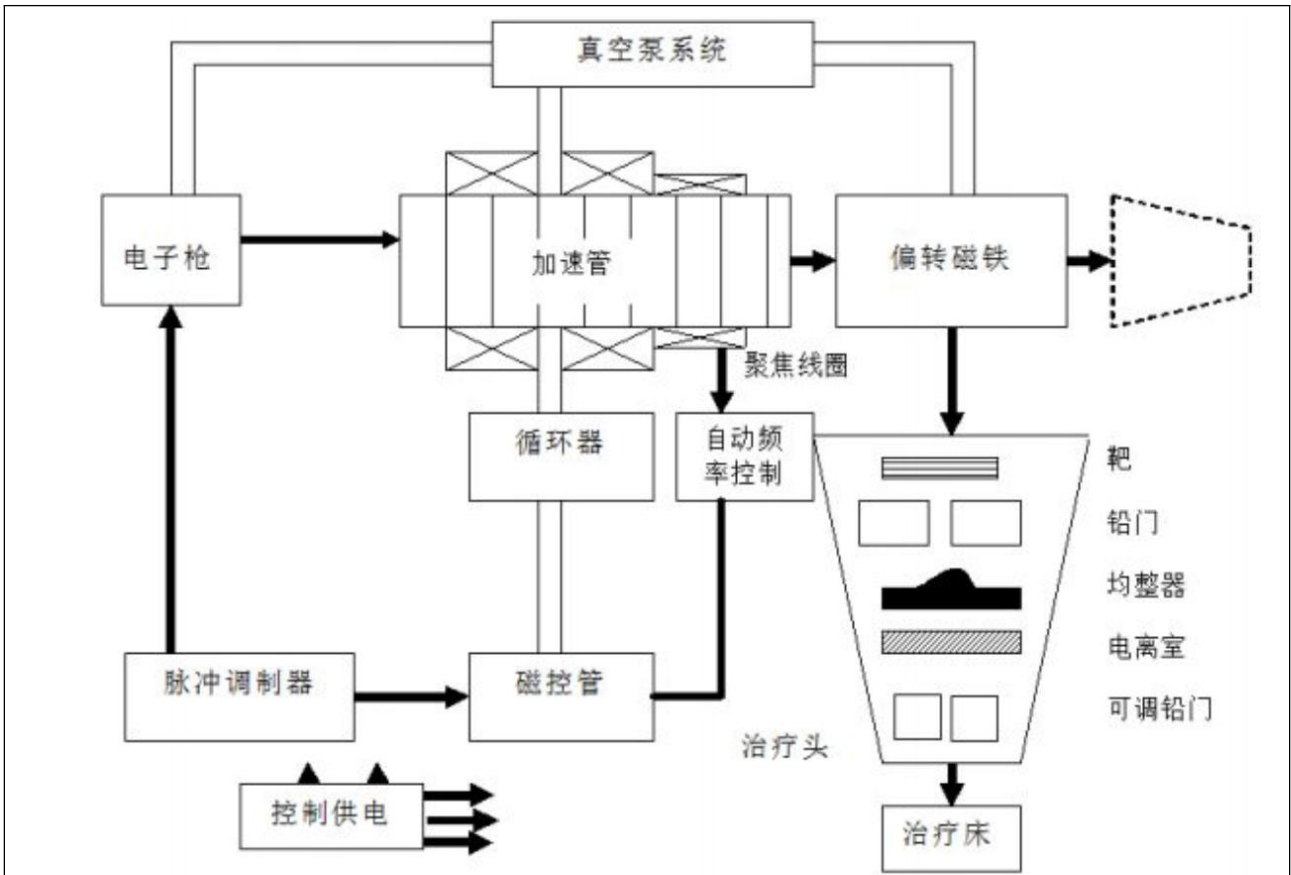 真空泵系统
电子枪
加速管
偏转磁铁
聚焦线圈
循环器
自动频
率控制
靶
铅门
均整器
电离室
可调铅门
脉冲调制器
磁控管
治疗头
控制供电
治疗床